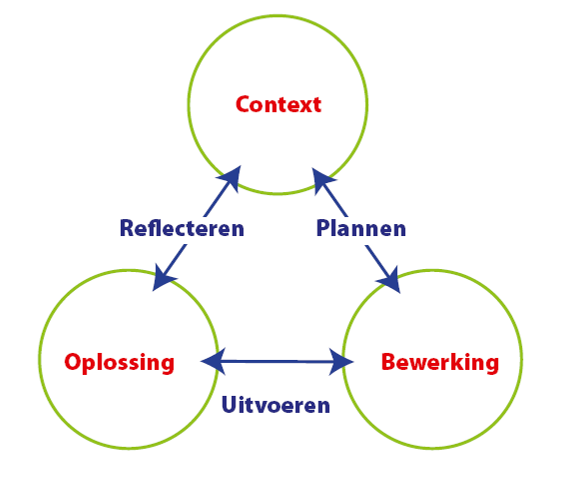 Context
Reflecteren
Plannen
Oplossing
Bewerking
Uitvoeren